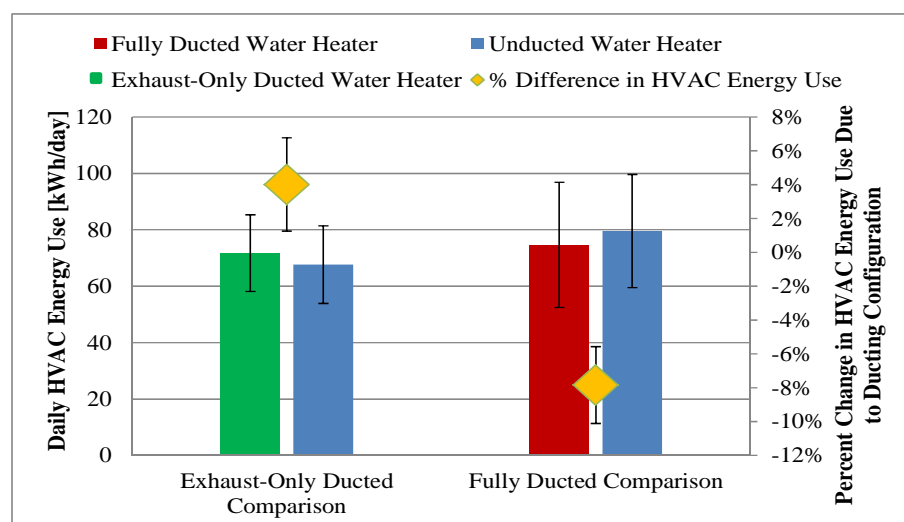 Fully Ducted Water Heater
Unducted Water Heater
Exhaust-Only Ducted Water Heater
% Difference in HVAC Energy Use
Daily HVAC Energy Use [kWh/day]
120
100
80
60
40
20
0
8%
6%
4%
2%
0%
-2%
-4%
-6%
-8%
-10%
-12%
Percent Change in HVAC Energy Use Due
to Ducting Configuration
Exhaust-Only Ducted
Comparison
Fully Ducted Comparison